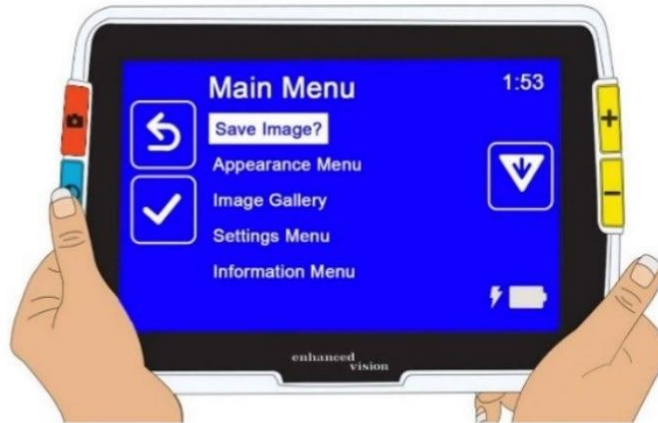 Main Menu
1:53
Save Image?
Appearance Menu
Image Gallery
Settings Menu
Information Menu
enhanced
vision